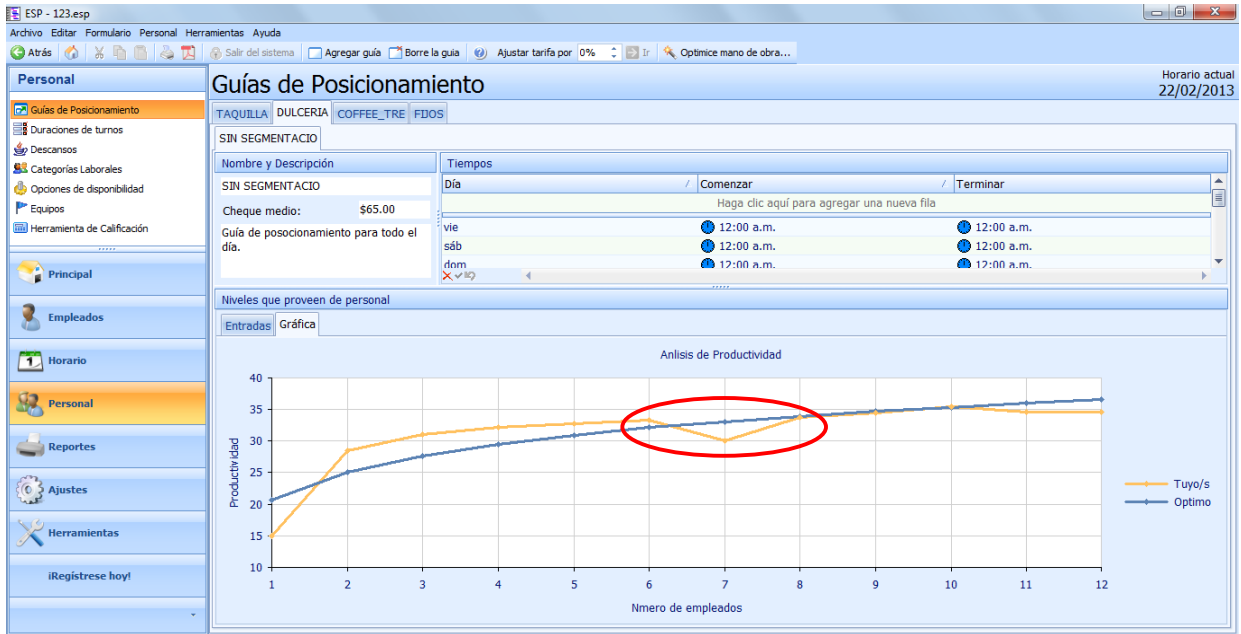 ESP - 123.esp
Archivo Editar Formulario Personal Herramientas Ayuda
Atrás Salir del sistema Agregar guía Borre la guia Ajustar tarifa por 0% Ir Optimice mano de obra...
Personal
Guías de Posicionamiento
Duraciones de turnos
Descansos
Categorías Laborales
Opciones de disponibilidad
Equipos
Herramienta de Calificación
Principal
Empleados
1
Horario
Personal
Reportes
Ajustes
Herramientas
¡Regístrese hoy!
Guías de Posicionamiento
Horario actual
22/02/2013
TAQUILLA DULCERIA COFFEE_TRE FIJOS
SIN SEGMENTACIO
Nombre y Descripción
SIN SEGMENTACIO
Cheque medio: $65.00
Guía de posocionamiento para todo el
día.
Tiempos
Día Comenzar Terminar
Haga clic aquí para agregar una nueva fila
vie 12:00 a.m. 12:00 a.m.
sáb 12:00 a.m. 12:00 a.m.
dom 12:00 a.m. 12:00 a.m.
Niveles que proveen de personal
Entradas Gráfica
Anlisis de Productividad
Productividad
40
35
30
25
20
15
10
1 2 3 4 5 6 7 8 9 10 11 12
Nmero de empleados
Tuyo/s
Optimo